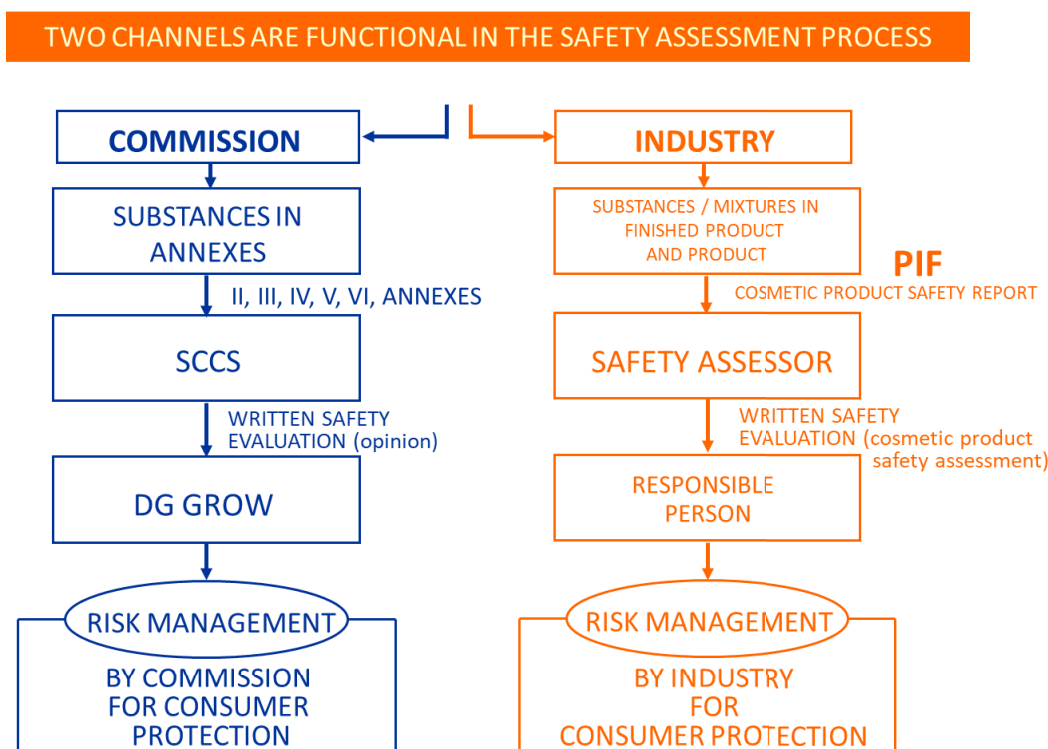 TWO CHANNELS ARE FUNCTIONAL IN THE SAFETY ASSESSMENT PROCESS
COMMISSION
SUBSTANCES IN
ANNEXES
II, III, IV, V, VI, ANNEXES
SCCS
WRITTEN SAFETY
EVALUATION (opinion)
DG GROW
RISK MANAGEMENT
BY COMMISSION
FOR CONSUMER
PROTECTION
INDUSTRY
SUBSTANCES / MIXTURES IN
FINISHED PRODUCT
AND PRODUCT
PIF
COSMETIC PRODUCT SAFETY REPORT
SAFETY ASSESSOR
WRITTEN SAFETY
EVALUATION (cosmetic product
safety assessment)
RESPONSIBLE
PERSON
RISK MANAGEMENT
BY INDUSTRY
FOR
CONSUMER PROTECTION